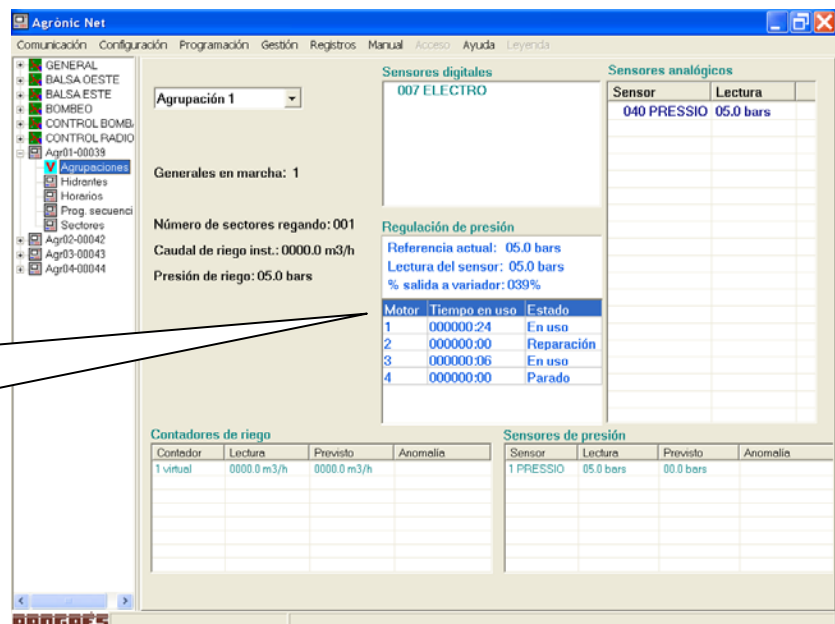 Agrònic Net
Comunicación Configuración Programación Gestión Registros Manual Acceso Ayuda Leyenda
GENERAL
BALSA OESTE
BALSA ESTE
BOMBEO
CONTROL BOMB
CONTROL RADIO
Agr01-00039
Agrupaciones
Hidrantes
Horarios
Prog. secuenci
Sectores
Agr02-00042
Agr03-00043
Agr04-00044
Agrupación 1
Generales en marcha: 1
Número de sectores regando: 001
Caudal de riego inst.: 0000.0 m3/h
Presión de riego: 05.0 bars
Sensores digitales
007 ELECTRO
Sensores analógicos
Sensor Lectura
040 PRESSIO 05.0 bars
Regulación de presión
Referencia actual: 05.0 bars
Lectura del sensor: 05.0 bars
% salida a variador: 039%
Motor Tiempo en uso Estado
1 000000:24 En uso
2 000000:00 Reparación
3 000000:06 En uso
4 000000:00 Parado
Contadores de riego
Contador Lectura Previsto Anomalía
1 virtual 0000.0 m3/h 0000.0 m3/h
Sensores de presión
Sensor Lectura Previsto Anomalía
1 PRESSIO 05.0 bars 00.0 bars